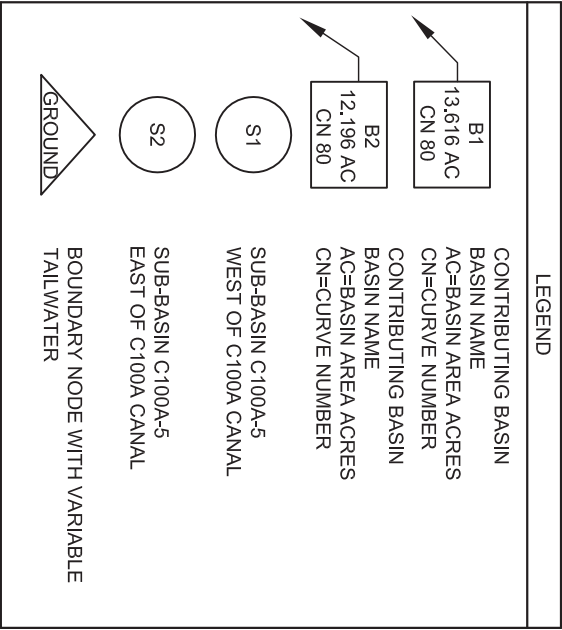 LEGEND
B1
13.616 AC
CN 80
CONTRIBUTING BASIN
BASIN NAME
AC=BASIN AREA ACRES
CN=CURVE NUMBER
B2
12.196 AC
CN 80
CONTRIBUTING BASIN
BASIN NAME
AC=BASIN AREA ACRES
CN=CURVE NUMBER
S1
SUB-BASIN C100A-5
WEST OF C100A CANAL
S2
SUB-BASIN C100A-5
EAST OF C100A CANAL
GROUND
BOUNDARY NODE WITH VARIABLE
TAILWATER